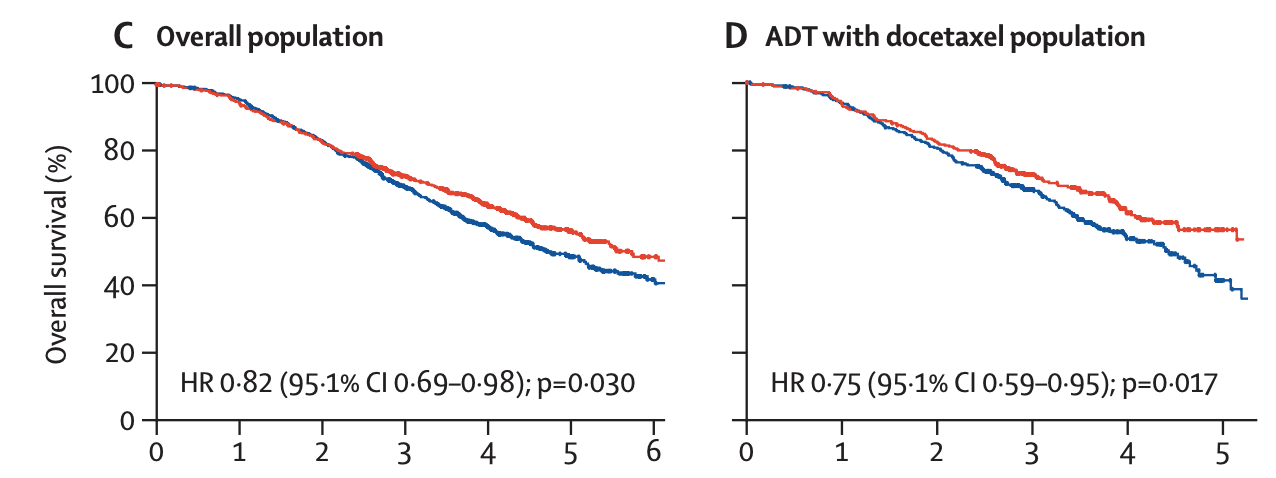 C Overall population
100
80
60
40
20
0
Overall survival (%)
HR 0·82 (95·1% CI 0·69–0·98); p=0·030
0 1 2 3 4 5 6
D ADT with docetaxel population
HR 0·75 (95·1% CI 0·59–0·95); p=0·017
0 1 2 3 4 5